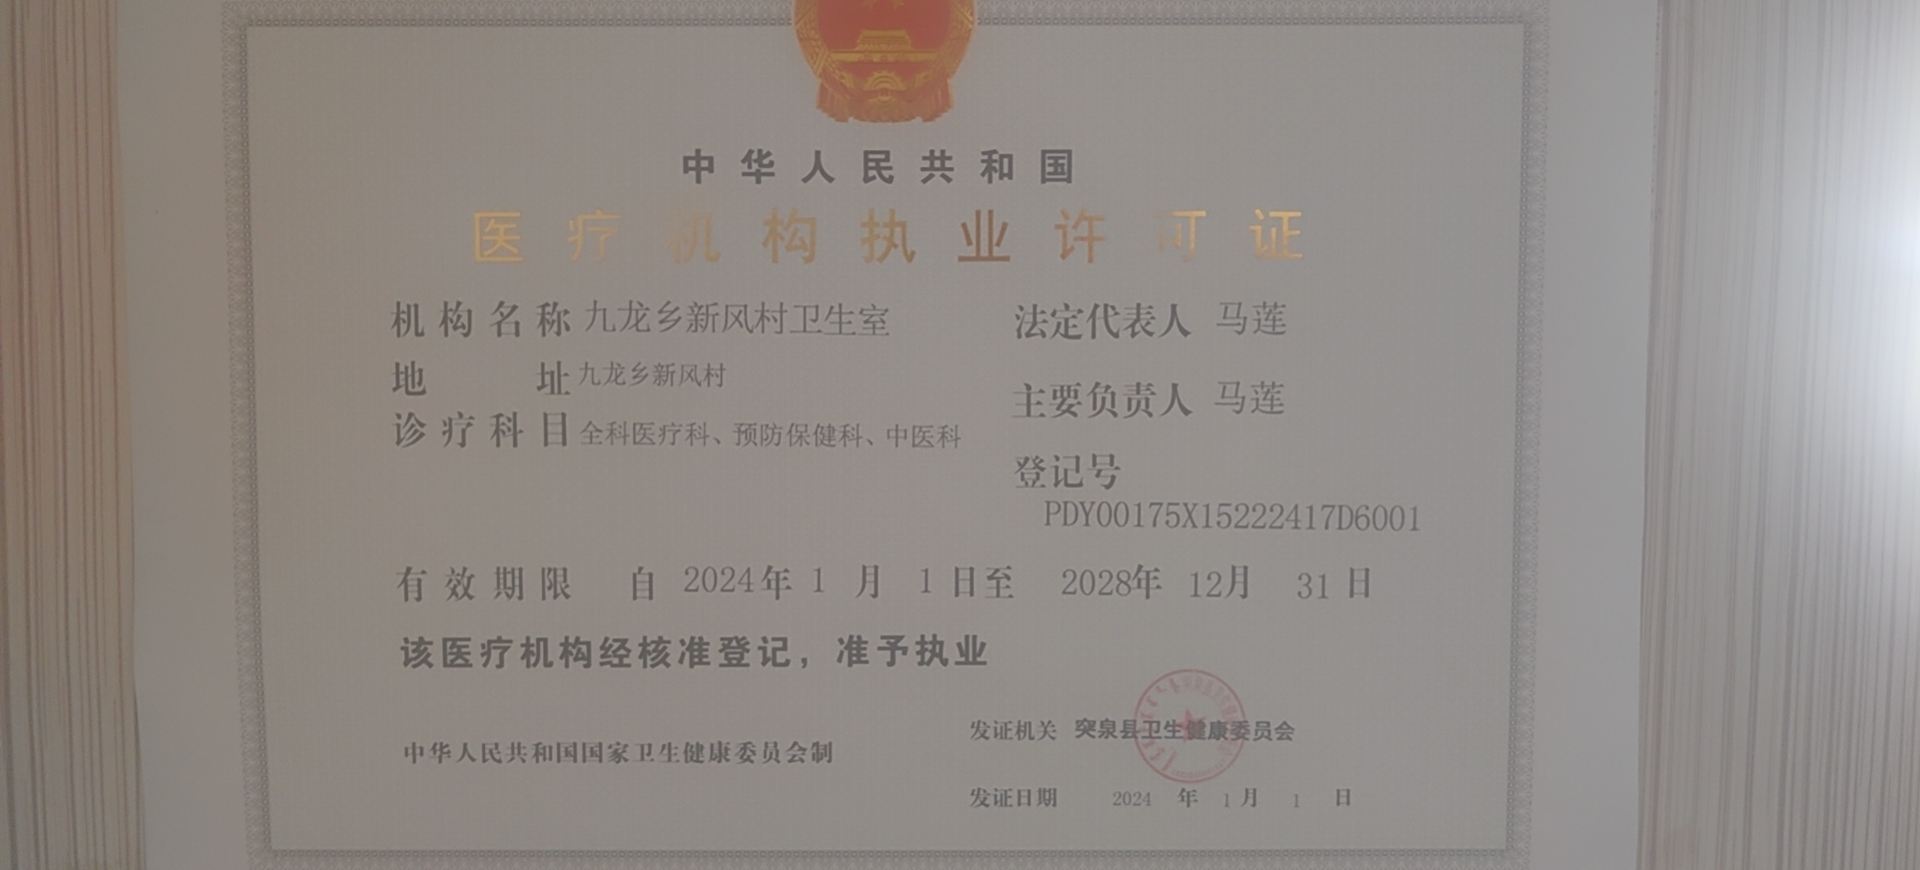 中华人民共和国
医疗机构执业许可证
机构名称 九龙乡新风村卫生室
法定代表人 马莲
地址 九龙乡新风村
主要负责人 马莲
诊疗科目 全科医疗科、预防保健科、中医科
登记号
PDY00175X15222417D6001
有效期限 自 2024年 1 月 1 日至 2028年 12月 31 日
该医疗机构经核准登记，准予执业
发证机关 突泉县卫生健康委员会
中华人民共和国国家卫生健康委员会制
发证日期 2024 年 1 月 1 日